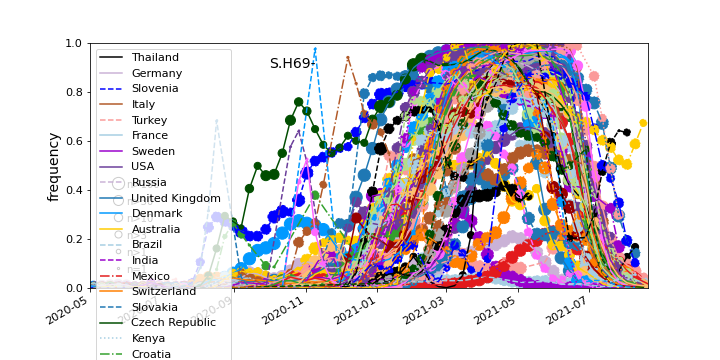 1.0
0.8
0.6
0.4
0.2
0.0
frequency
S.H69-
Thailand
Germany
Slovenia
Italy
Turkey
France
Sweden
USA
Russia
United Kingdom
Denmark
Australia
Brazil
India
Mexico
Switzerland
Slovakia
Czech Republic
Kenya
Croatia
2020-05
2020-09
2020-11
2021-01
2021-03
2021-05
2021-07